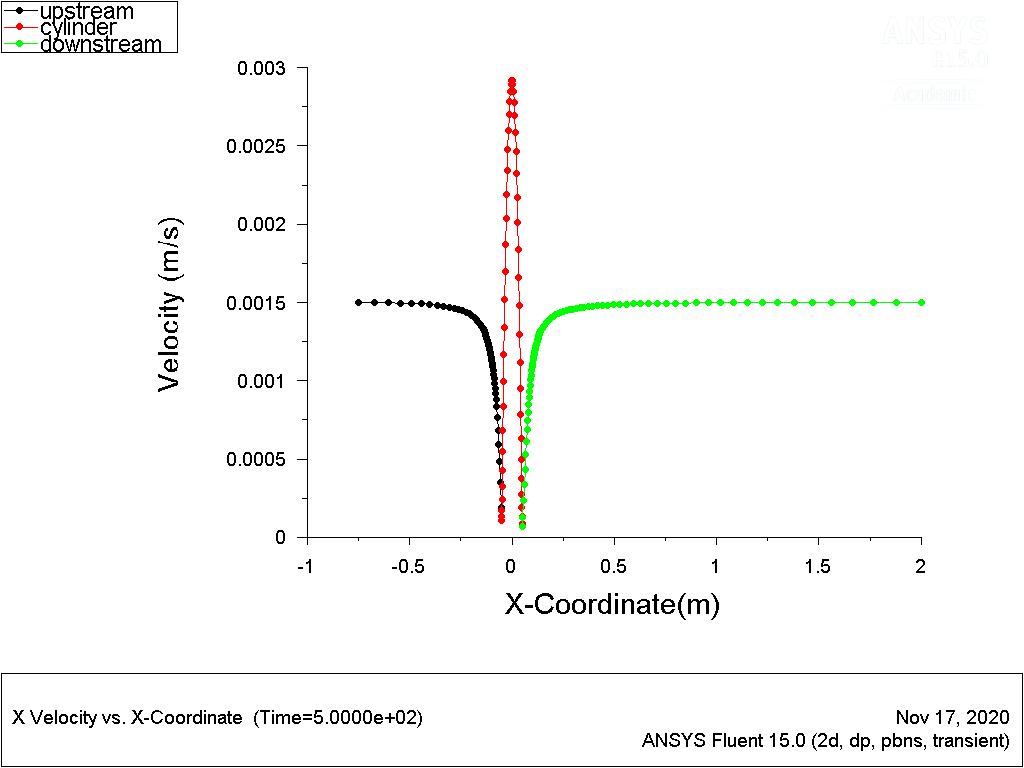 upstream
cylinder
downstream
ANSYS
R15.0
Academic
0.003
0.0025
0.002
0.0015
0.001
0.0005
0
Velocity (m/s)
-1 -0.5 0 0.5 1 1.5 2
X-Coordinate(m)
X Velocity vs. X-Coordinate (Time=5.0000e+02)
Nov 17, 2020
ANSYS Fluent 15.0 (2d, dp, pbns, transient)